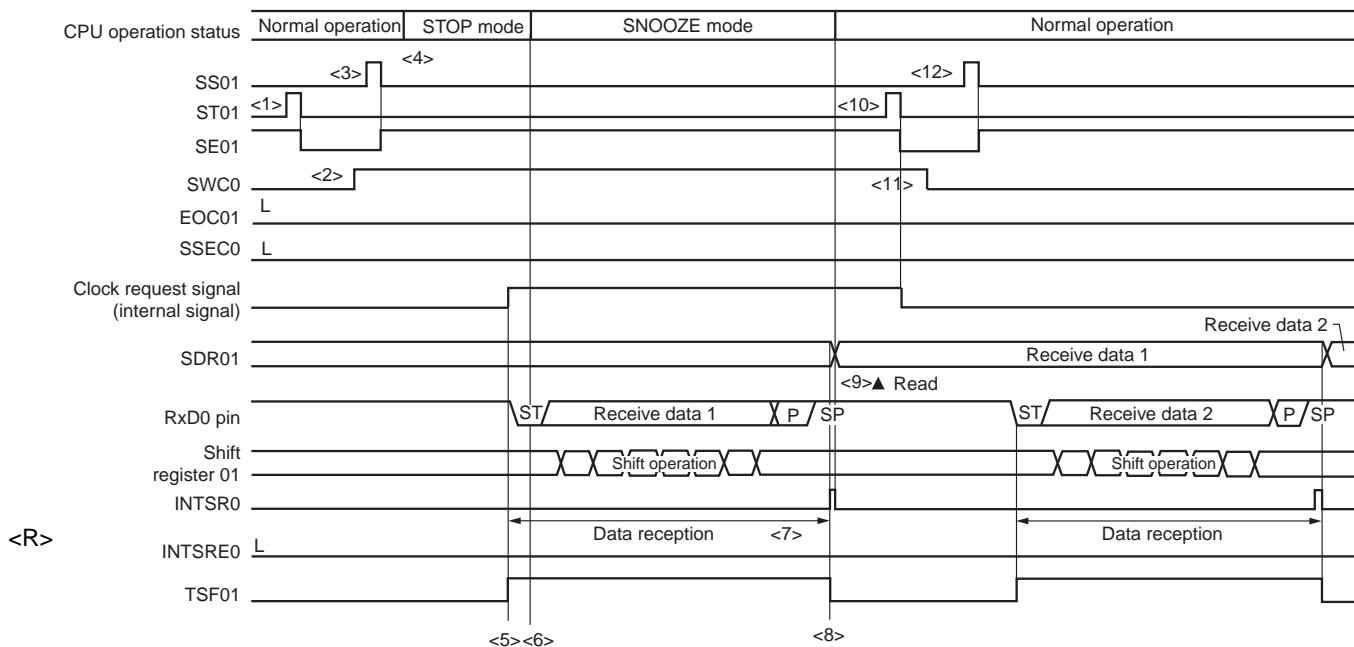 CPU operation status Normal operation STOP mode SNOOZE mode Normal operation
<3> <4> <12>
SS01
<1> <10>
ST01
SE01
SWC0 <2> <11>
EOC01 L
SSEC0 L
Clock request signal
(internal signal)
Receive data 2
SDR01 Receive data 1
<9>▲ Read
RxD0 pin ST Receive data 1 P SP ST Receive data 2 P SP
Shift
register 01 Shift operation Shift operation
INTSR0
Data reception <7> Data reception
<R>
INTSRE0 L
TSF01
<5> <6> <8>